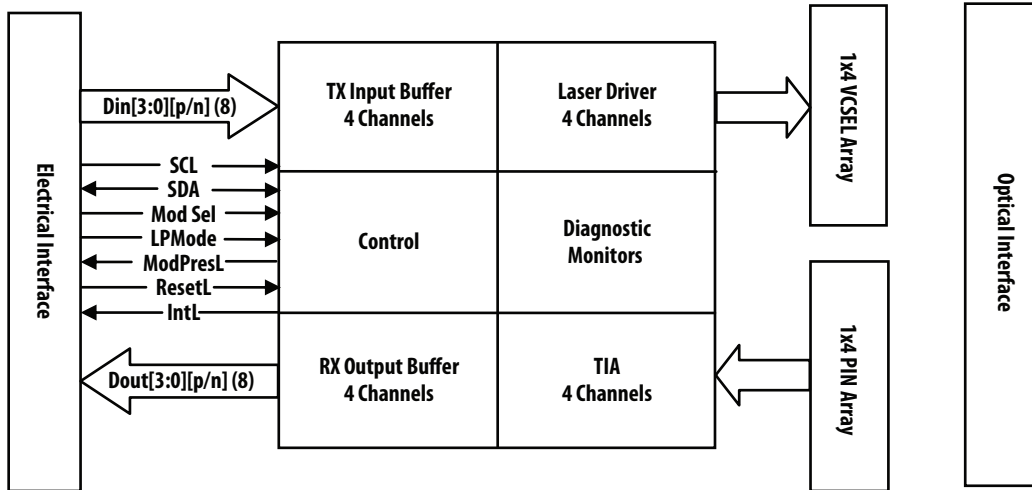 Electrical Interface
Din[3:0][p/n] (8)
SCL
SDA
Mod Sel
LPMode
ModPresL
ResetL
IntL
Dout[3:0][p/n] (8)
TX Input Buffer
4 Channels
Laser Driver
4 Channels
Control
Diagnostic
Monitors
RX Output Buffer
4 Channels
TIA
4 Channels
1x4 VCSEL Array
1x4 PIN Array
Optical Interface